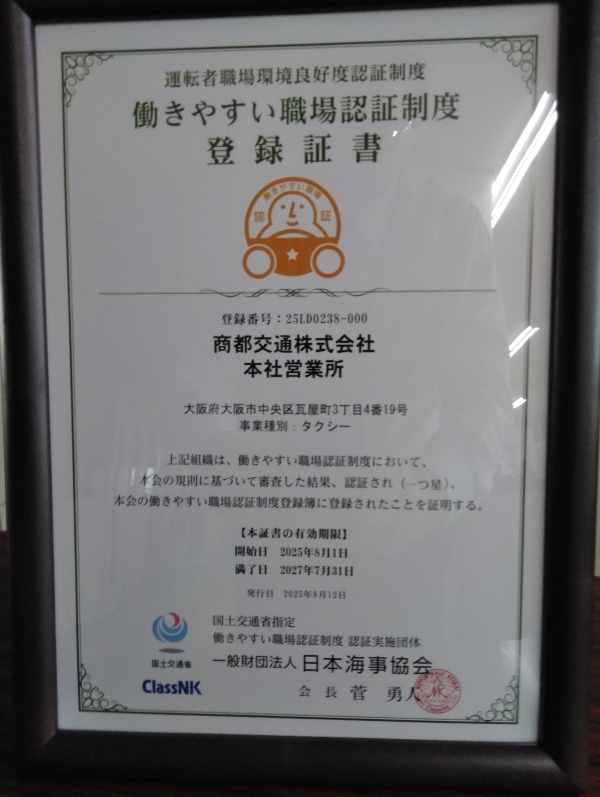 運転者職場環境良好度認証制度
働きやすい職場認証制度
登録証書
働きやすい職場
認 証
登録番号：25LD0238-000
商都交通株式会社
本社営業所
大阪府大阪市中央区瓦屋町3丁目4番19号
事業種別：タクシー
上記組織は、働きやすい職場認証制度において、
本会の規則に基づいて審査した結果、認証され（一つ星）、
本会の働きやすい職場認証制度登録簿に登録されたことを証明する。
【本証書の有効期限】
開始日 2025年8月1日
満了日 2027年7月31日
発行日 2025年8月12日
国土交通省指定
働きやすい職場認証制度 認証実施団体
一般財団法人 日本海事協会
会長 菅 勇人
国土交通省
ClassNK